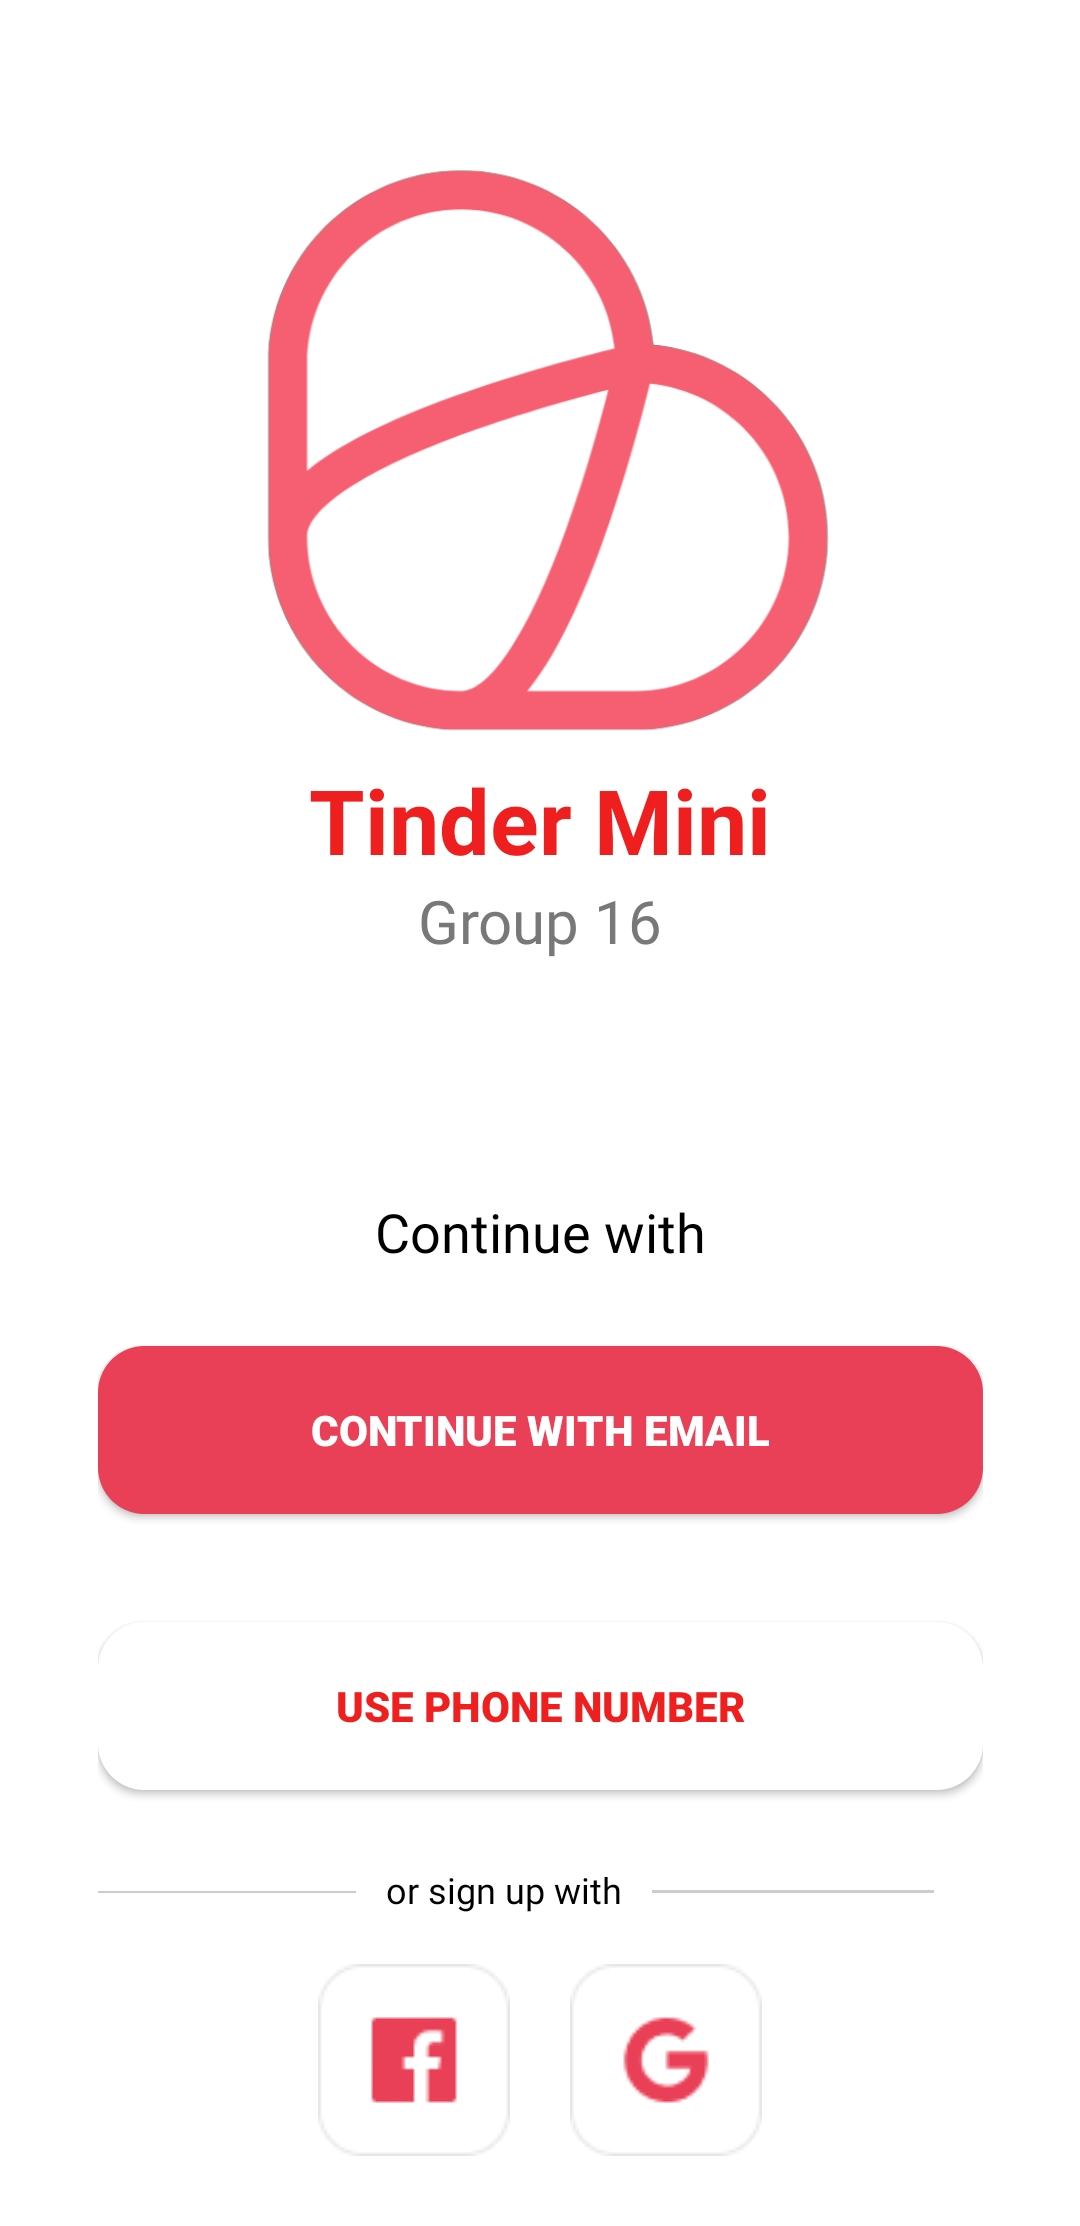 Tinder Mini
Group 16
Continue with
CONTINUE WITH EMAIL
USE PHONE NUMBER
or sign up with